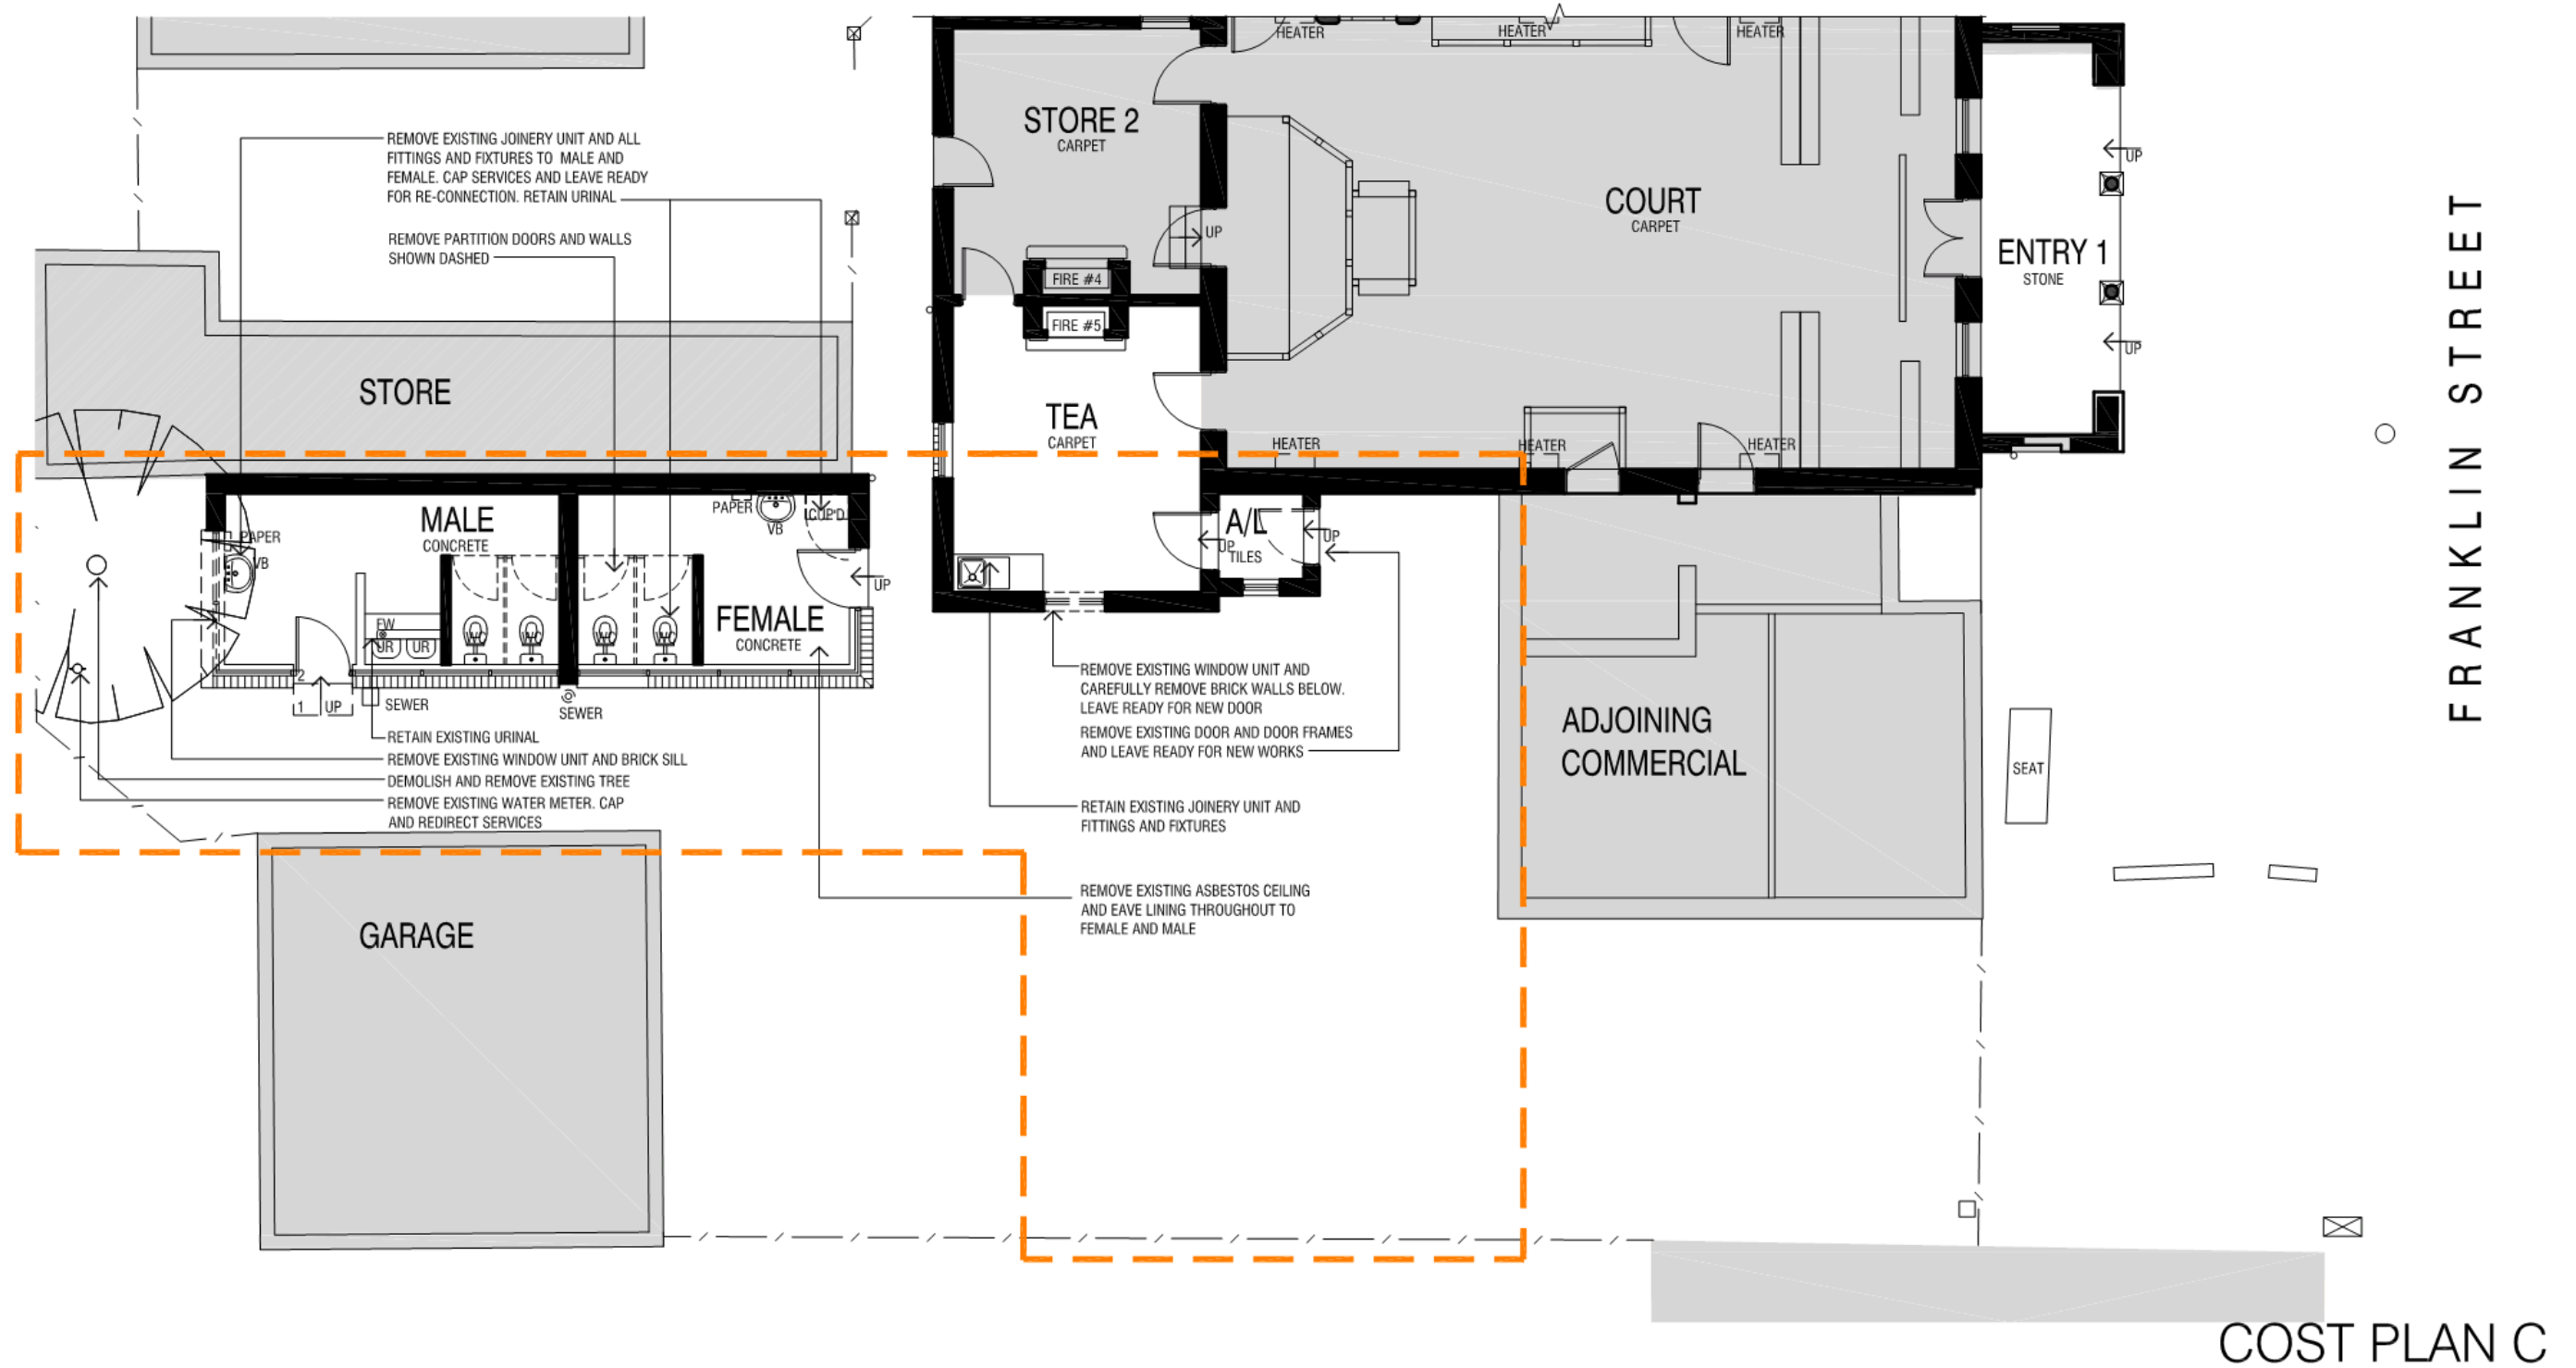 HEATER
HEATER
HEATER
STORE 2
CARPET
REMOVE EXISTING JOINERY UNIT AND ALL
FITTINGS AND FIXTURES TO MALE AND
FEMALE. CAP SERVICES AND LEAVE READY
FOR RE-CONNECTION. RETAIN URINAL
REMOVE PARTITION DOORS AND WALLS
SHOWN DASHED
UP
COURT
CARPET
UP
ENTRY 1
STONE
UP
FRANKLIN STREET
FIRE #4
FIRE #5
STORE
TEA
CARPET
HEATER
HEATER
HEATER
PAPER
VB
MALE
CONCRETE
PAPER
VB
CUP'D
A/L
TILES
UP
UP
UP
FEMALE
CONCRETE
FW
UR
UR
WC
WC
WC
WC
2
1
UP
SEWER
SEWER
REMOVE EXISTING WINDOW UNIT AND
CAREFULLY REMOVE BRICK WALLS BELOW.
LEAVE READY FOR NEW DOOR
REMOVE EXISTING DOOR AND DOOR FRAMES
AND LEAVE READY FOR NEW WORKS
RETAIN EXISTING URINAL
REMOVE EXISTING WINDOW UNIT AND BRICK SILL
DEMOLISH AND REMOVE EXISTING TREE
REMOVE EXISTING WATER METER. CAP
AND REDIRECT SERVICES
RETAIN EXISTING JOINERY UNIT AND
FITTINGS AND FIXTURES
ADJOINING
COMMERCIAL
SEAT
REMOVE EXISTING ASBESTOS CEILING
AND EAVE LINING THROUGHOUT TO
FEMALE AND MALE
GARAGE
COST PLAN C